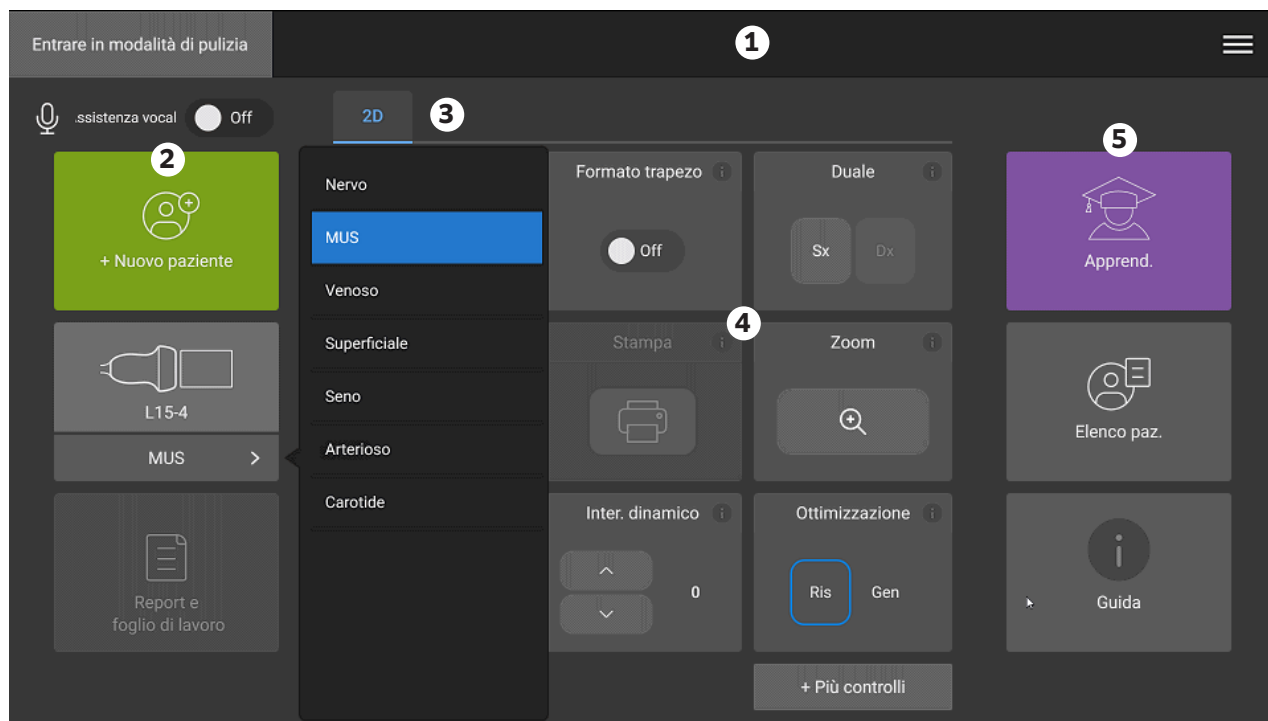 Entrare in modalità di pulizia
1
.ssistenza vocal
Off
2D
3
2
+ Nuovo paziente
L15-4
MUS
Report e
foglio di lavoro
Nervo
MUS
Venoso
Superficiale
Seno
Arterioso
Carotide
Formato trapezo i
Off
Duale i
Sx
Dx
Stampa i
4
Zoom i
Inter. dinamico i
0
Ottimizzazione i
Ris
Gen
+ Più controlli
5
Apprend.
Elenco paz.
i
Guida